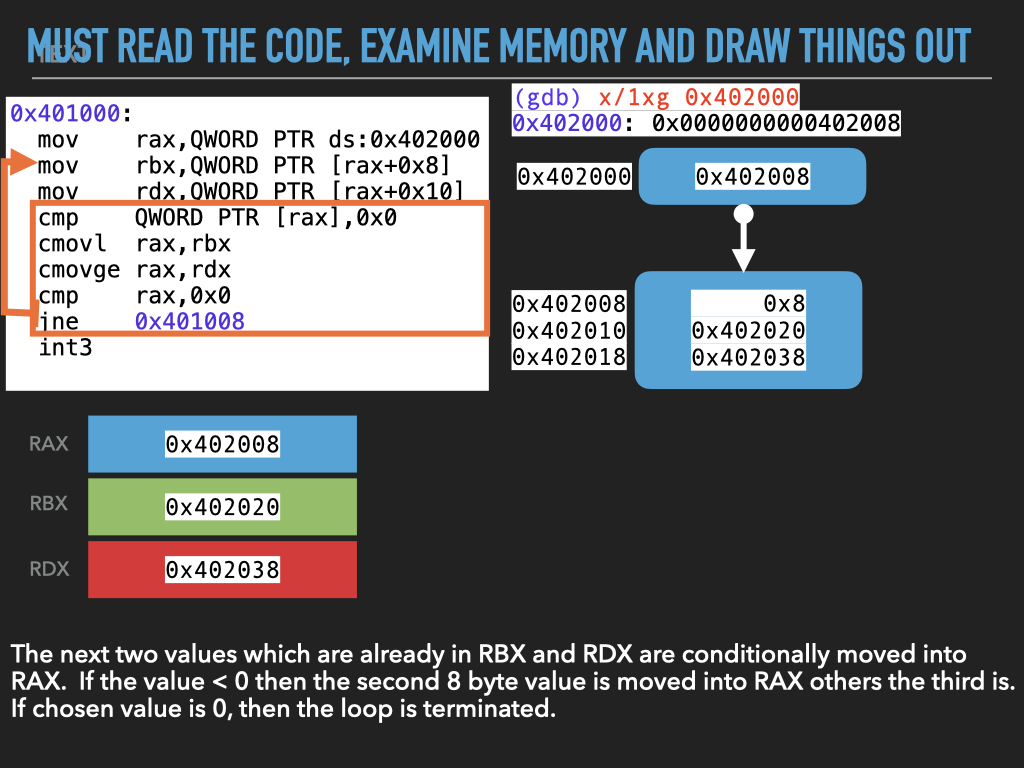 MUST READ THE CODE, EXAMINE MEMORY AND DRAW THINGS OUT
0x401000:
mov rax,QWORD PTR ds:0x402000
mov rbx,QWORD PTR [rax+0x8]
mov rdx,QWORD PTR [rax+0x10]
cmp QWORD PTR [rax],0x0
cmovl rax,rbx
cmovge rax,rdx
cmp rax,0x0
jne 0x401008
int3
(gdb) x/1xg 0x402000
0x402000: 0x0000000000402008
0x402000 0x402008
0x402008 0x8
0x402010 0x402020
0x402018 0x402038
RAX 0x402008
RBX 0x402020
RDX 0x402038
The next two values which are already in RBX and RDX are conditionally moved into
RAX. If the value < 0 then the second 8 byte value is moved into RAX others the third is.
If chosen value is 0, then the loop is terminated.